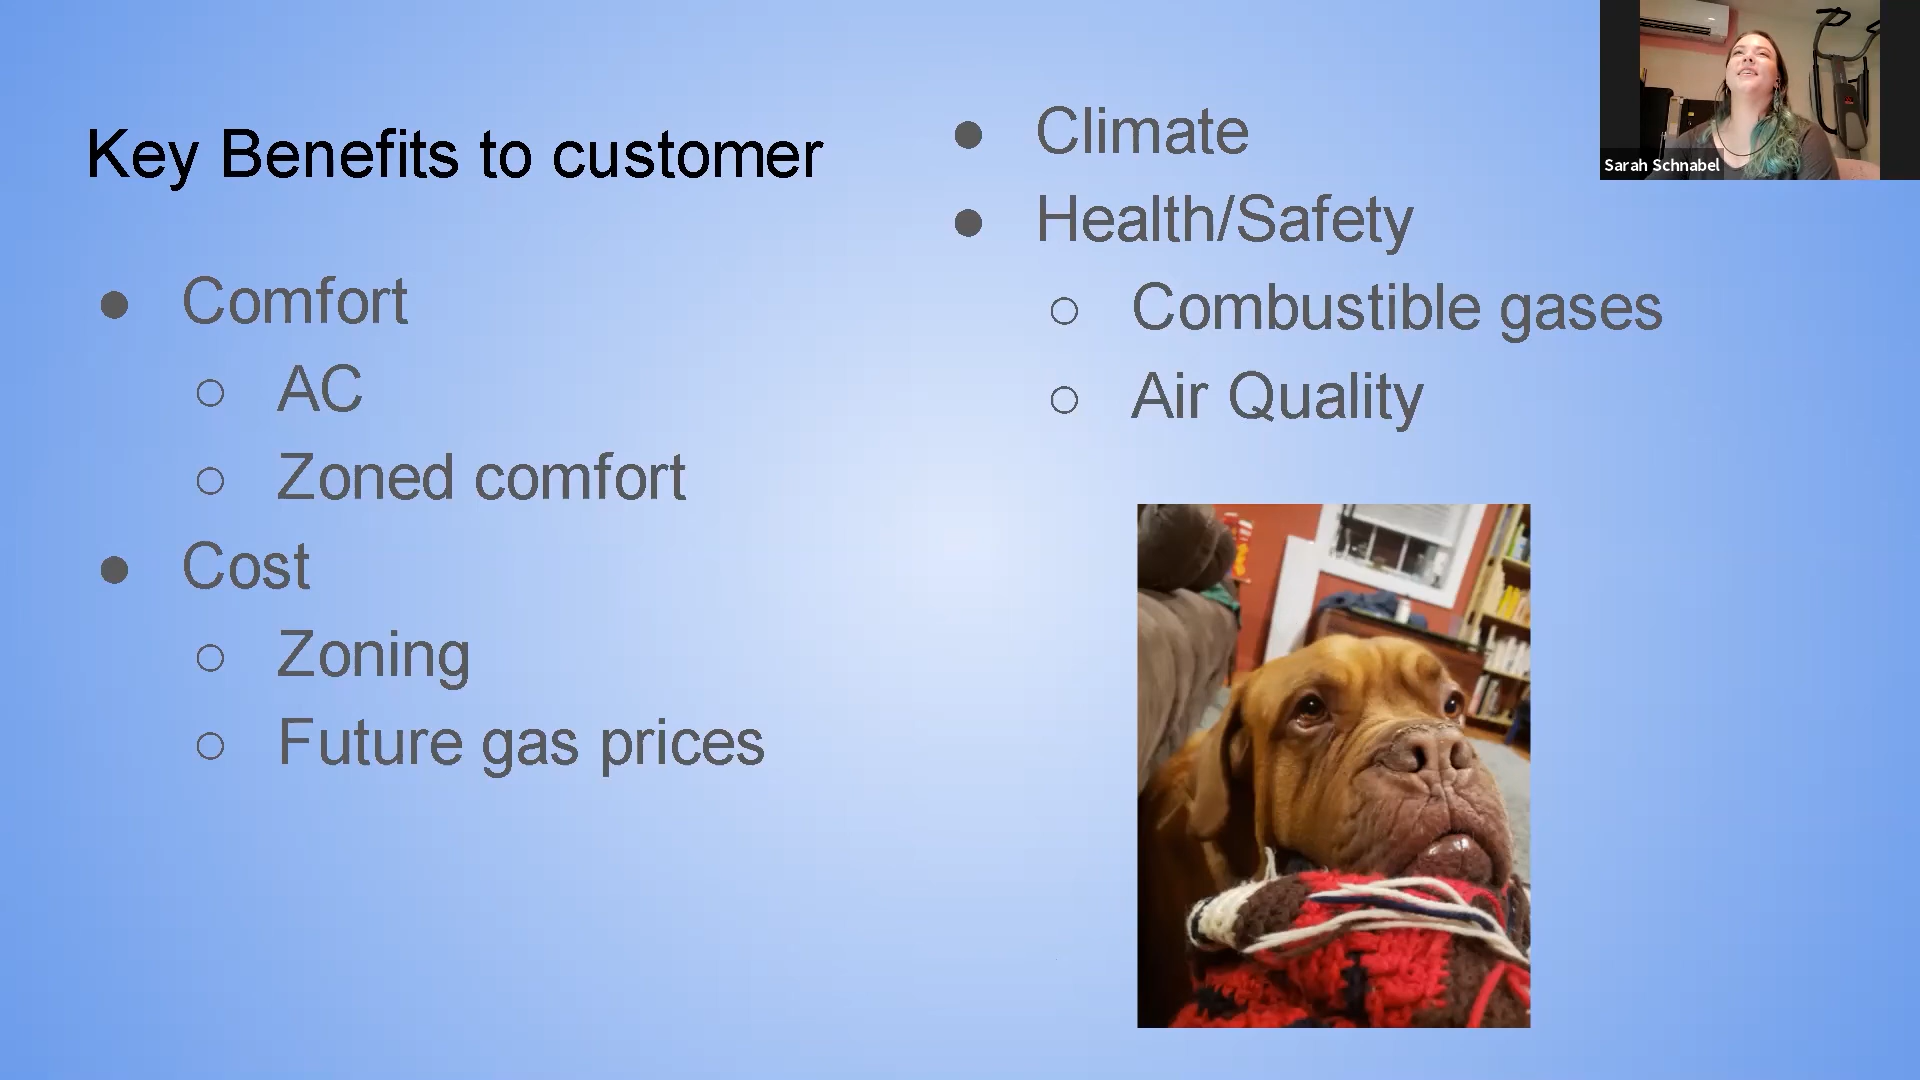 Key Benefits to customer
● Comfort
○ AC
○ Zoned comfort
● Cost
○ Zoning
○ Future gas prices
● Climate
● Health/Safety
○ Combustible gases
○ Air Quality
Sarah Schnabel